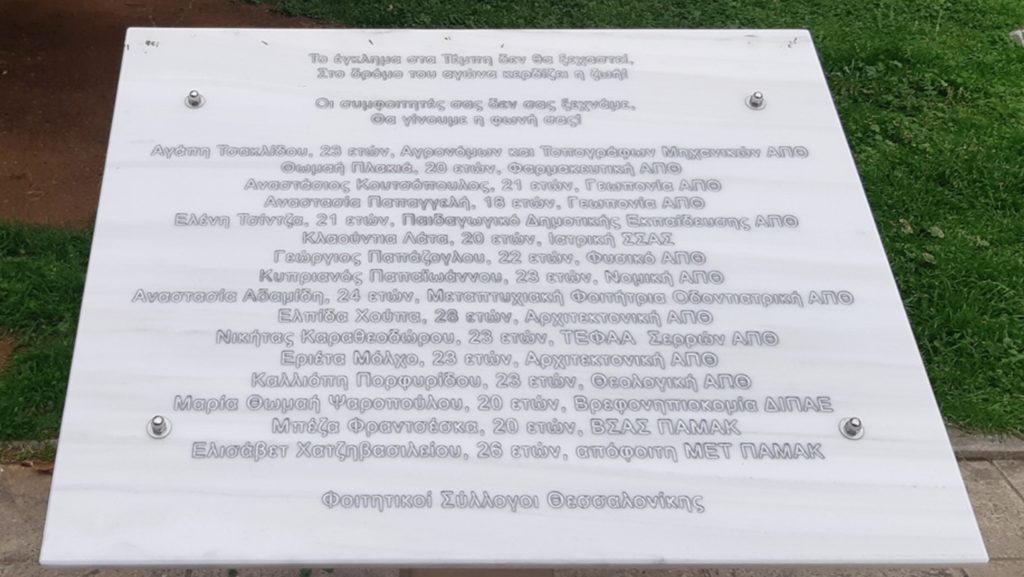 Το έγκλημα στα Τέμπη δεν θα ξεχαστεί,
Στο δρόμο του αγώνα κερδίζει η ζωή!
Οι συμφοιτητές σας δεν σας ξεχνάμε,
Θα γίνουμε η φωνή σας!
Αγάπη Τσακλίδου, 23 ετών, Αγρονόμων και Τοπογράφων Μηχανικών ΑΠΘ
Θωμαή Πλακιά, 20 ετών, Φαρμακευτική ΑΠΘ
Αναστάσιος Κουτσόπουλος, 21 ετών, Γεωπονία ΑΠΘ
Αναστασία Παπαγγελή, 18 ετών, Γεωπονία ΑΠΘ
Ελένη Τσίντζα, 21 ετών, Παιδαγωγικό Δημοτικής Εκπαίδευσης ΑΠΘ
Κλαούντια Λάτα, 20 ετών, Ιατρική ΣΣΑΣ
Γεώργιος Παπάζογλου, 22 ετών, Φυσικό ΑΠΘ
Κυπριανός Παπαϊωάννου, 23 ετών, Νομική ΑΠΘ
Αναστασία Αδαμίδη, 24 ετών, Μεταπτυχιακή Φοιτήτρια Οδοντιατρική ΑΠΘ
Ελπίδα Χούπα, 28 ετών, Αρχιτεκτονική ΑΠΘ
Νικήτας Καραθεοδώρου, 23 ετών, ΤΕΦΑΑ Σερρών ΑΠΘ
Εριέτα Μόλχο, 23 ετών, Αρχιτεκτονική ΑΠΘ
Καλλιόπη Πορφυρίδου, 23 ετών, Θεολογική ΑΠΘ
Μαρία Θωμαή Ψαροπούλου, 20 ετών, Βρεφονηπιοκομία ΔΙΠΑΕ
Μπέζα Φραντσέσκα, 20 ετών, ΒΣΑΣ ΠΑΜΑΚ
Ελισάβετ Χατζηβασιλείου, 26 ετών, απόφοιτη ΜΕΤ ΠΑΜΑΚ
Φοιτητικοί Σύλλογοι Θεσσαλονίκης